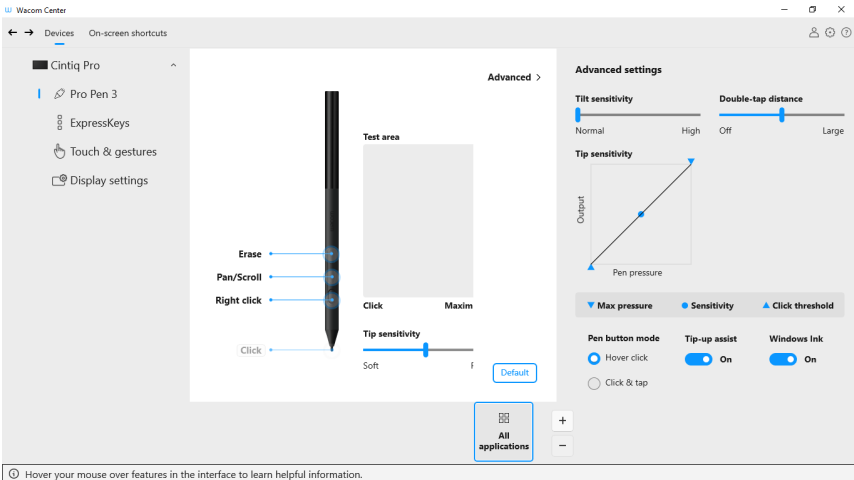 Wacom Center
Devices On-screen shortcuts
Cintiq Pro
Pro Pen 3
ExpressKeys
Touch & gestures
Display settings
Advanced
Test area
Erase
Pan/Scroll
Right click
Click
Click Maxim
Tip sensitivity
Soft
Default
All
applications
Advanced settings
Tilt sensitivity
Normal High
Double-tap distance
Off Large
Tip sensitivity
Output
Pen pressure
Max pressure Sensitivity Click threshold
Pen button mode
Hover click
Click & tap
Tip-up assist
On
Windows Ink
On
Hover your mouse over features in the interface to learn helpful information.